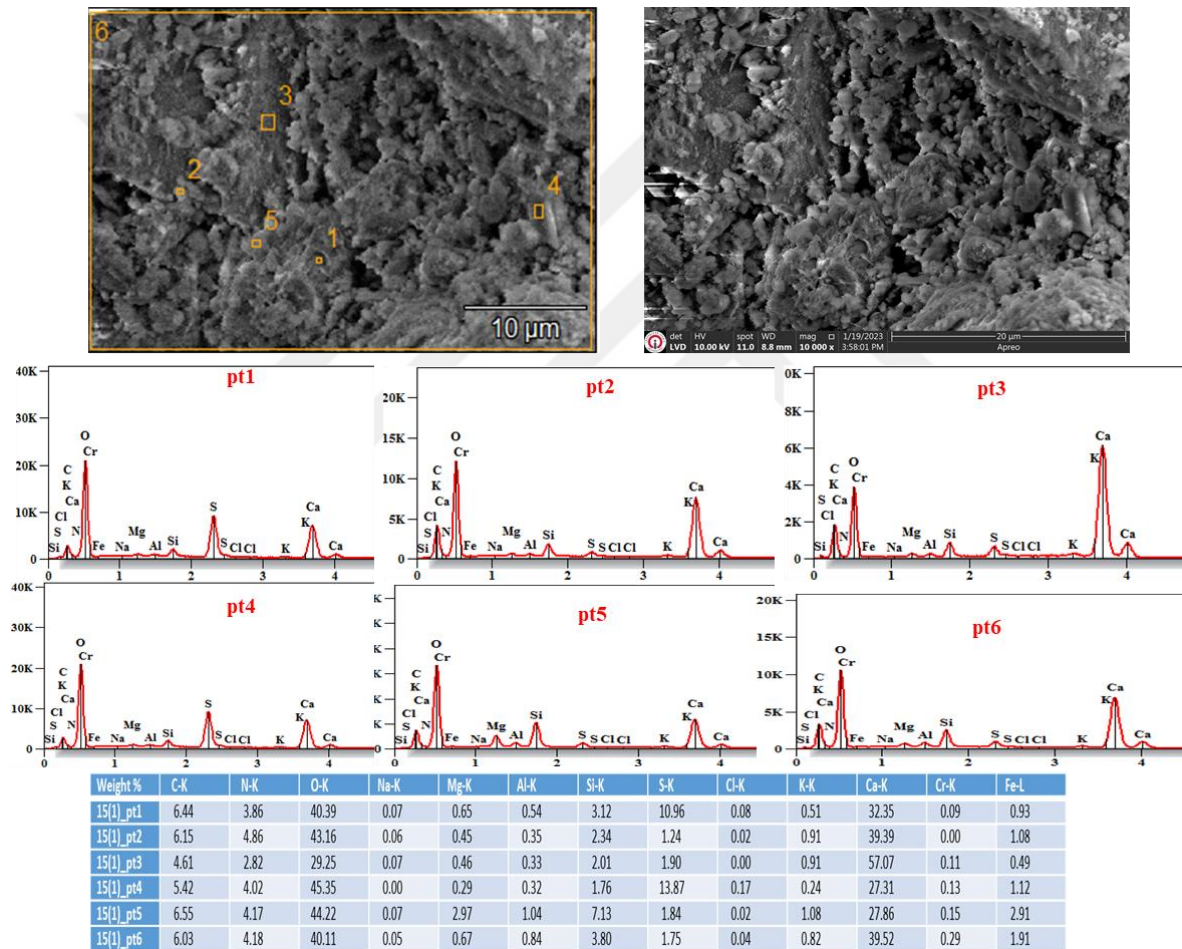 6
3
2
4
5
1
10 µm
det HV spot WD mag □ 1/19/2023 20 µm
LVD 10.00 kV 11.0 8.8 mm 10 000 x 3:58:01 PM Apreo
pt1
40K
30K
20K
10K
0
O
Cr
C
K
Ca
Cl
S
Si
N
Fe
Na
Mg
Al
Si
S
S
Cl
Cl
K
K
Ca
Ca
0 1 2 3 4
pt2
20K
15K
10K
5K
0
O
Cr
C
K
Ca
Cl
S
Si
N
Fe
Na
Mg
Al
Si
S
S
Cl
Cl
K
K
Ca
Ca
0 1 2 3 4
pt3
0K
8K
6K
4K
2K
0
O
Cr
C
K
Ca
S
Cl
Si
N
Fe
Na
Mg
Al
Si
S
S
Cl
Cl
K
K
Ca
Ca
0 1 2 3 4
pt4
40K
30K
20K
10K
0
O
Cr
C
K
Ca
Cl
S
Si
N
Fe
Na
Mg
Al
Si
S
S
Cl
Cl
K
K
Ca
Ca
0 1 2 3 4
pt5
K
K
K
K
0
O
Cr
C
K
Ca
Cl
S
Si
N
Fe
Na
Mg
Al
Si
S
S
Cl
Cl
K
K
Ca
Ca
0 1 2 3 4
pt6
20K
15K
10K
5K
0
O
Cr
C
K
Ca
Cl
S
Si
N
Fe
Na
Mg
Al
Si
S
S
Cl
Cl
K
K
Ca
Ca
0 1 2 3 4
Weight % C-K N-K O-K Na-K Mg-K Al-K Si-K S-K Cl-K K-K Ca-K Cr-K Fe-L
15(1)_pt1 6.44 3.86 40.39 0.07 0.65 0.54 3.12 10.96 0.08 0.51 32.35 0.09 0.93
15(1)_pt2 6.15 4.86 43.16 0.06 0.45 0.35 2.34 1.24 0.02 0.91 39.39 0.00 1.08
15(1)_pt3 4.61 2.82 29.25 0.07 0.46 0.33 2.01 1.90 0.00 0.91 57.07 0.11 0.49
15(1)_pt4 5.42 4.02 45.35 0.00 0.29 0.32 1.76 13.87 0.17 0.24 27.31 0.13 1.12
15(1)_pt5 6.55 4.17 44.22 0.07 2.97 1.04 7.13 1.84 0.02 1.08 27.86 0.15 2.91
15(1)_pt6 6.03 4.18 40.11 0.05 0.67 0.84 3.80 1.75 0.04 0.82 39.52 0.29 1.91